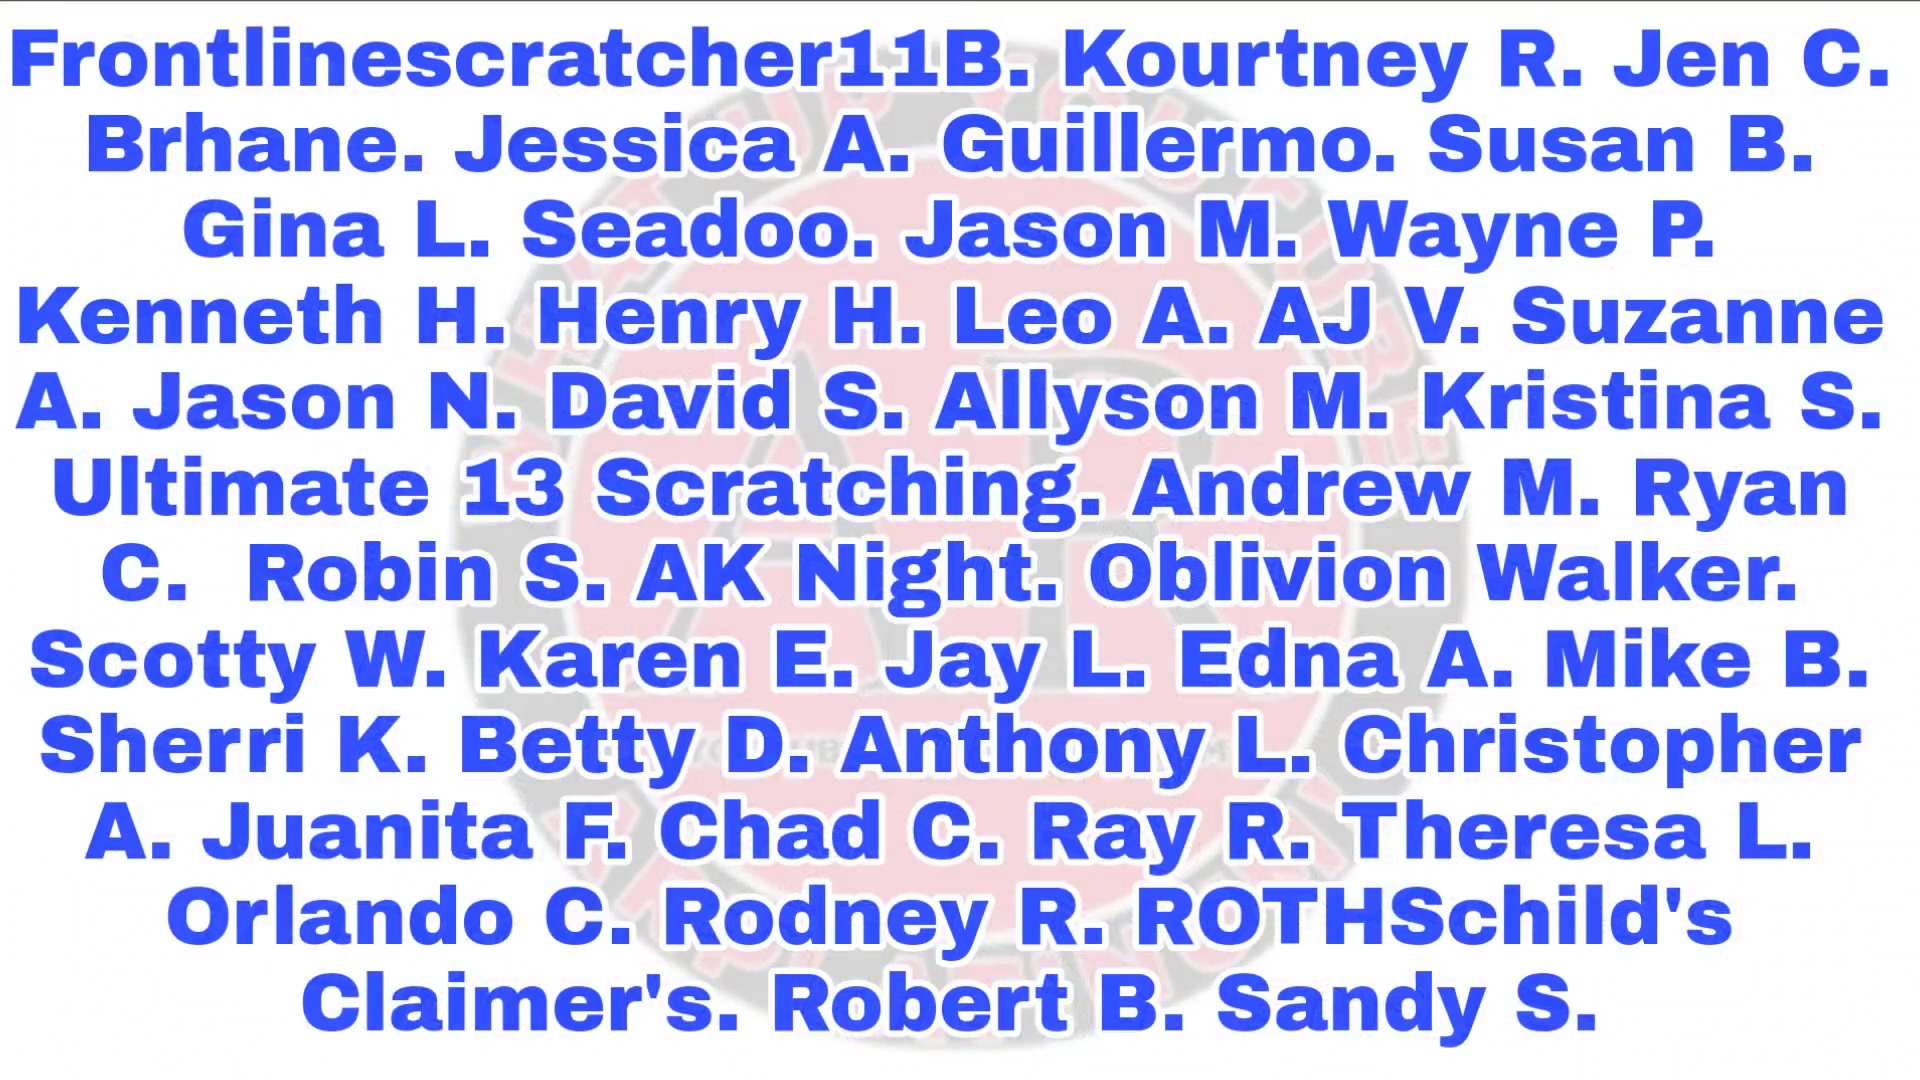 Frontlinescratcher11B. Kourtney R. Jen C.
Brhane. Jessica A. Guillermo. Susan B.
Gina L. Seadoo. Jason M. Wayne P.
Kenneth H. Henry H. Leo A. AJ V. Suzanne
A. Jason N. David S. Allyson M. Kristina S.
Ultimate 13 Scratching. Andrew M. Ryan
C.  Robin S. AK Night. Oblivion Walker.
Scotty W. Karen E. Jay L. Edna A. Mike B.
Sherri K. Betty D. Anthony L. Christopher
A. Juanita F. Chad C. Ray R. Theresa L.
Orlando C. Rodney R. ROTHSchild's
Claimer's. Robert B. Sandy S.